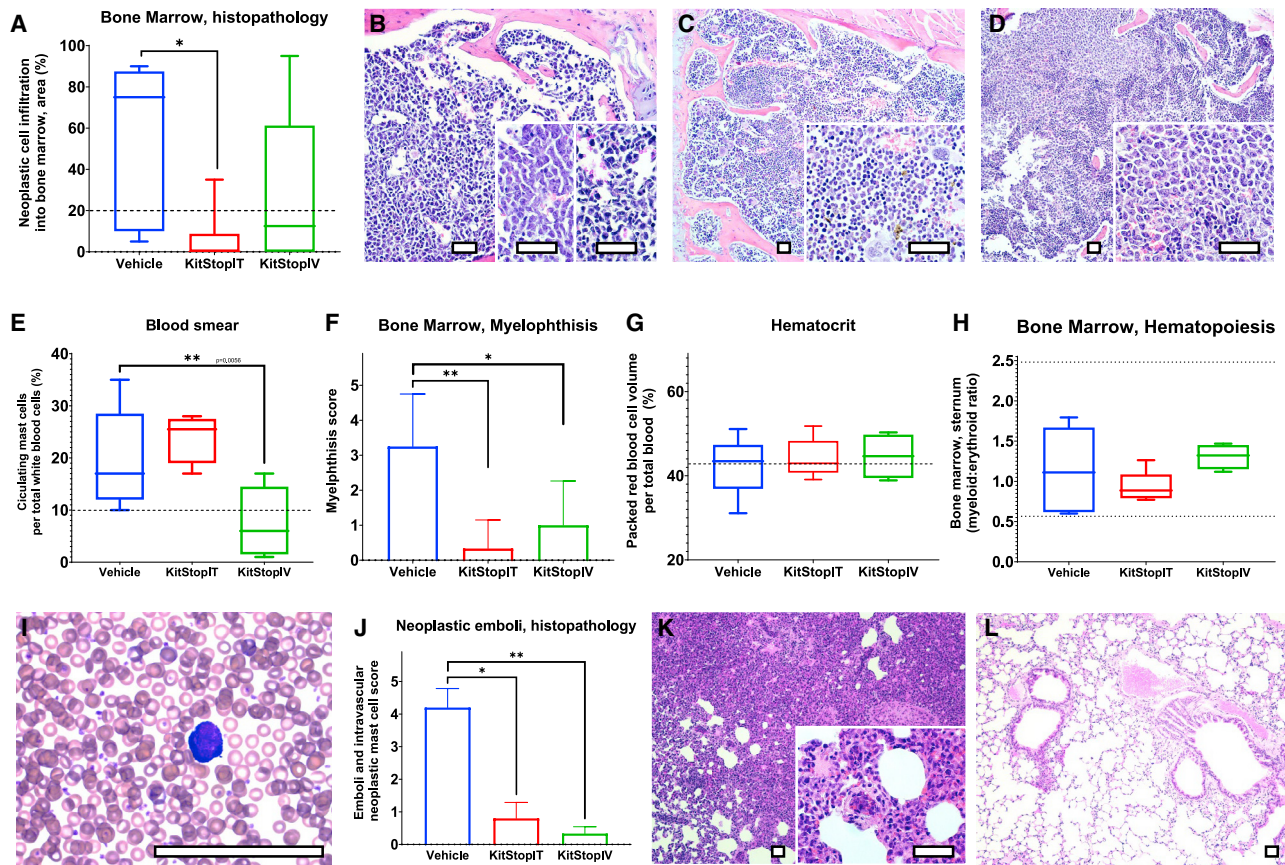 A
Bone Marrow, histopathology
Neoplastic cell infiltration
into bone marrow, area (%)
100
80
60
40
20
0
*
Vehicle
KitStopIT
KitStopIV
B
C
D
E
Blood smear
Ciculating mast cells
per total white blood cells (%)
40
30
20
10
0
** p=0,0056
Vehicle
KitStopIT
KitStopIV
F
Bone Marrow, Myelophthisis
Myelphthisis score
5
4
3
2
1
0
*
**
Vehicle
KitStopIT
KitStopIV
G
Hematocrit
Packed red blood cell volume
per total blood (%)
60
40
20
Vehicle
KitStopIT
KitStopIV
H
Bone Marrow, Hematopoiesis
Bone marrow, sternum
(myeloid:erythroid ratio)
2.5
2.0
1.5
1.0
0.5
0.0
Vehicle
KitStopIT
KitStopIV
I
J
Neoplastic emboli, histopathology
Emboli and intravascular
neoplastic mast cell score
5
4
3
2
1
0
**
*
Vehicle
KitStopIT
KitStopIV
K
L